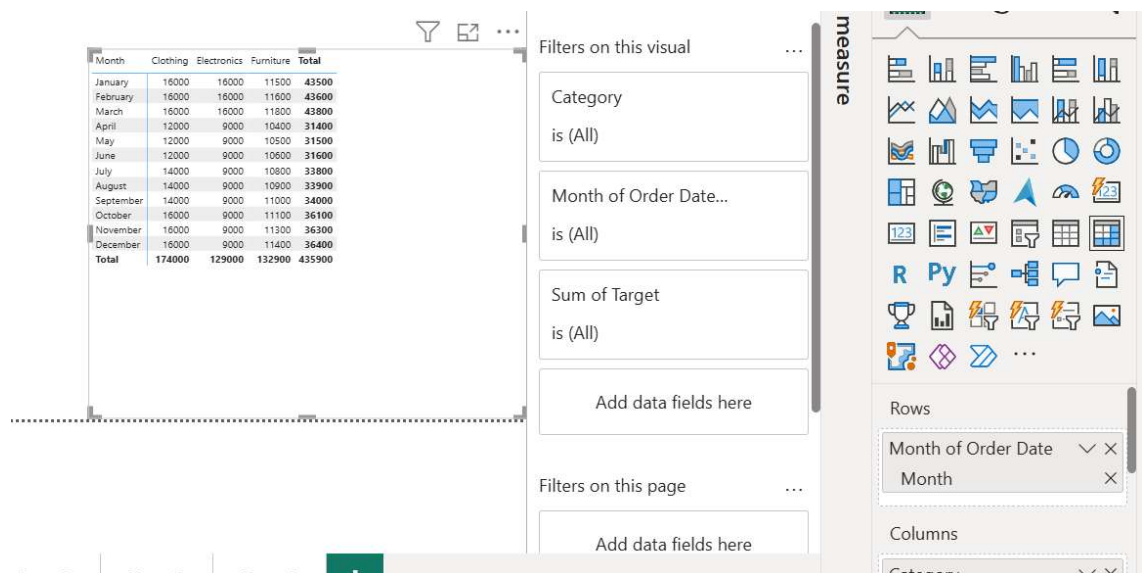 Month Clothing Electronics Furniture Total
January 16000 16000 11500 43500
February 16000 16000 11600 43600
March 16000 16000 11800 43800
April 12000 9000 10400 31400
May 12000 9000 10500 31500
June 12000 9000 10600 31600
July 14000 9000 10800 33800
August 14000 9000 10900 33900
September 14000 9000 11000 34000
October 16000 9000 11100 36100
November 16000 9000 11300 36300
December 16000 9000 11400 36400
Total 174000 129000 132900 435900
Filters on this visual ...
Category
is (All)
Month of Order Date...
is (All)
Sum of Target
is (All)
Add data fields here
Filters on this page ...
Add data fields here
measure
123
123
R Py
...
Rows
Month of Order Date
Month
Columns
Category